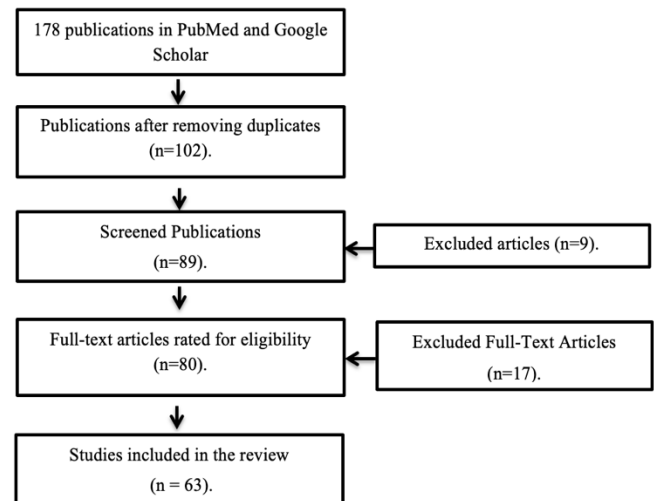 178 publications in PubMed and Google
Scholar
Publications after removing duplicates
(n=102).
Screened Publications
(n=89).
Excluded articles (n=9).
Full-text articles rated for eligibility
(n=80).
Excluded Full-Text Articles
(n=17).
Studies included in the review
(n = 63).